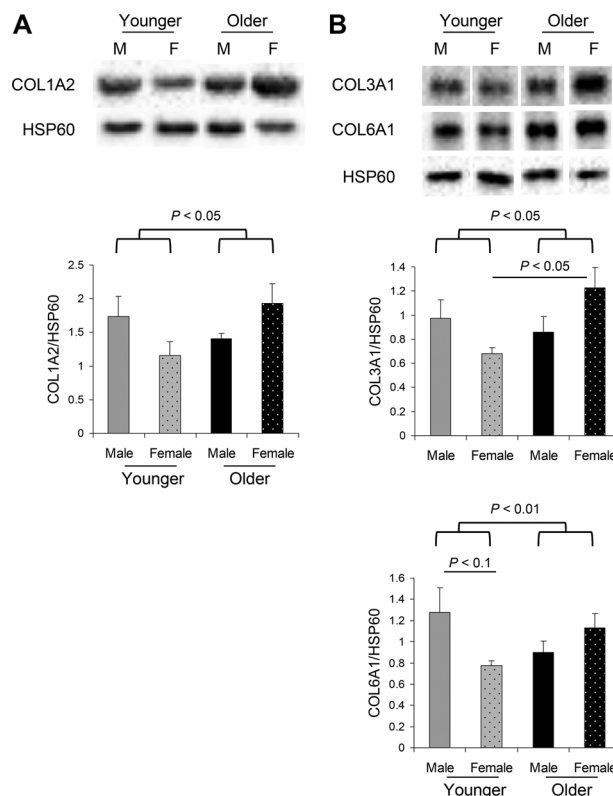 A
Younger Older
M F M F
COL1A2
HSP60
P < 0.05
2.5
2
1.5
1
0.5
0
COL1A2/HSP60
Male Female Male Female
Younger Older
B
Younger Older
M F M F
COL3A1
COL6A1
HSP60
P < 0.05
P < 0.05
1.4
1.2
1
0.8
0.6
0.4
0.2
0
COL3A1/HSP60
Male Female Male Female
P < 0.01
P < 0.1
1.6
1.4
1.2
1
0.8
0.6
0.4
0.2
0
COL6A1/HSP60
Male Female Male Female
Younger Older